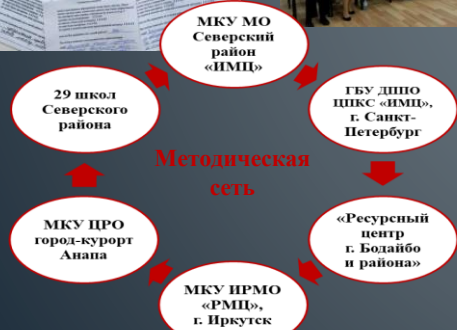 МКУ МО
Северский
район
«ИМЦ»
ГБУ ДППО
ЦПКС «ИМЦ»,
г. Санкт-
Петербург
«Ресурсный
центр
г. Бодайбо
и района»
МКУ ИРМО
«РМЦ»,
г. Иркутск
МКУ ЦРО
город-курорт
Анапа
29 школ
Северского
района
Методическая
сеть